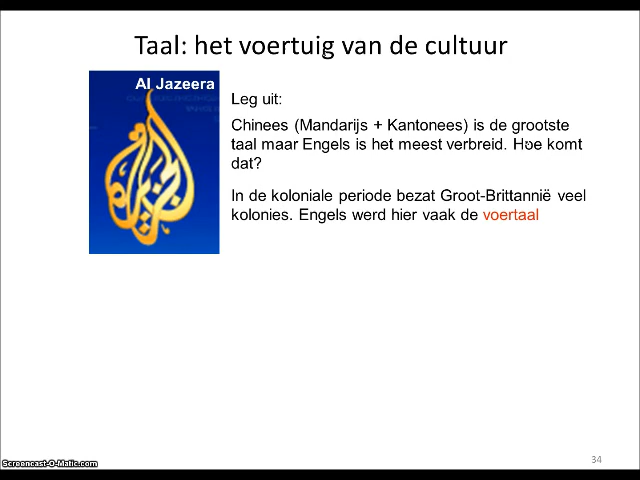 Taal: het voertuig van de cultuur
Al Jazeera
Leg uit:
Chinees (Mandarijs + Kantonees) is de grootste
taal maar Engels is het meest verbreid. Hoe komt
dat?
In de koloniale periode bezat Groot-Brittannië veel
kolonies. Engels werd hier vaak de voertaal
34
Screencast-O-Matic.com